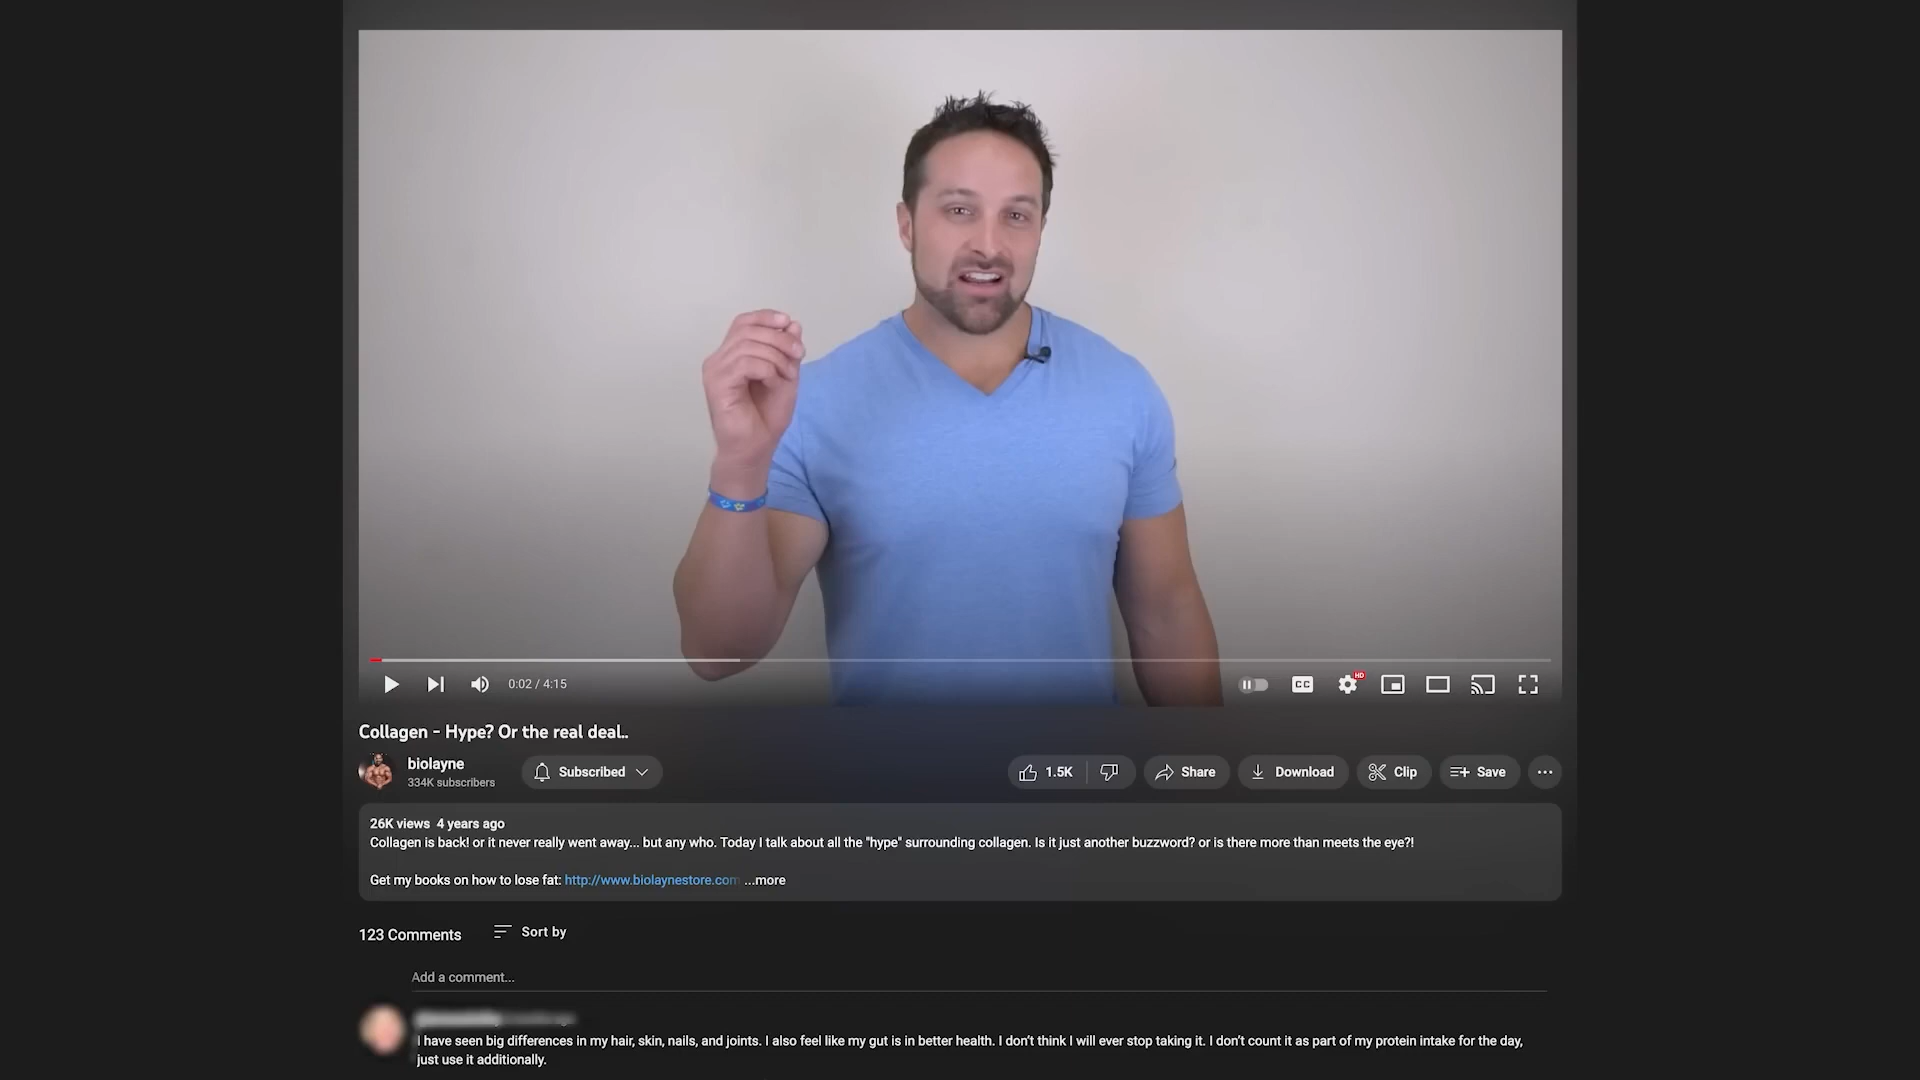 0:02 / 4:15
CC
HD
Collagen - Hype? Or the real deal..
biolayne
334K subscribers
Subscribed
1.5K
Share
Download
Clip
Save
26K views 4 years ago
Collagen is back! or it never really went away... but any who. Today I talk about all the "hype" surrounding collagen. Is it just another buzzword? or is there more than meets the eye?!
Get my books on how to lose fat: http://www.biolaynestore.com ...more
123 Comments
Sort by
Add a comment...
I have seen big differences in my hair, skin, nails, and joints. I also feel like my gut is in better health. I don’t think I will ever stop taking it. I don’t count it as part of my protein intake for the day,
just use it additionally.